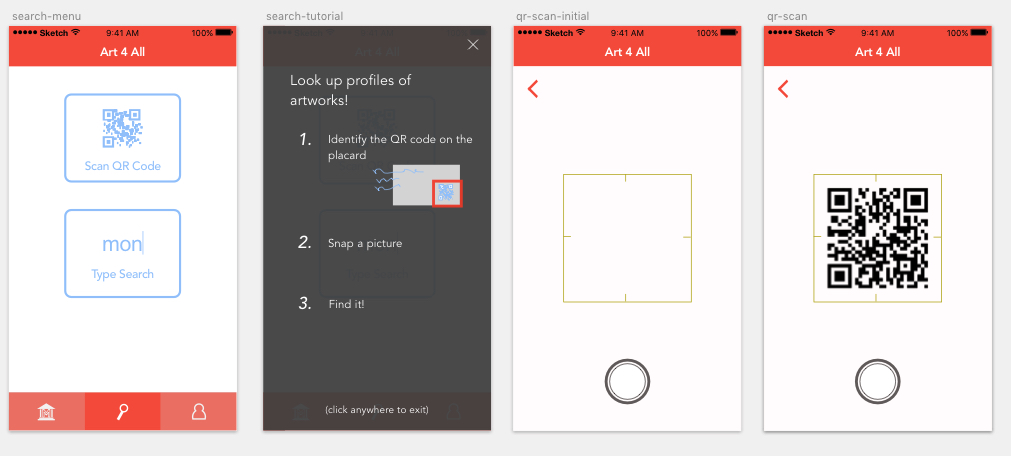 search-menu
Sketch 9:41 AM 100%
Art 4 All
Scan QR Code
mon
Type Search
search-tutorial
Sketch 9:41 AM 100%
Art 4 All
Look up profiles of
artworks!
1. Identify the QR code on the
placard
2. Snap a picture
3. Find it!
(click anywhere to exit)
qr-scan-initial
Sketch 9:41 AM 100%
Art 4 All
qr-scan
Sketch 9:41 AM 100%
Art 4 All